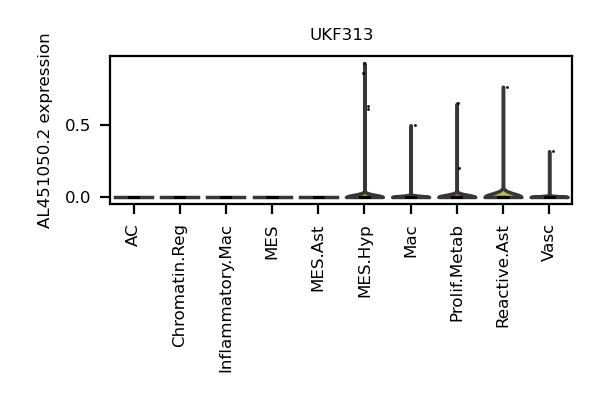 UKF313
AL451050.2 expression
0.5
0.0
AC
Chromatin.Reg
Inflammatory.Mac
MES
MES.Ast
MES.Hyp
Mac
Prolif.Metab
Reactive.Ast
Vasc